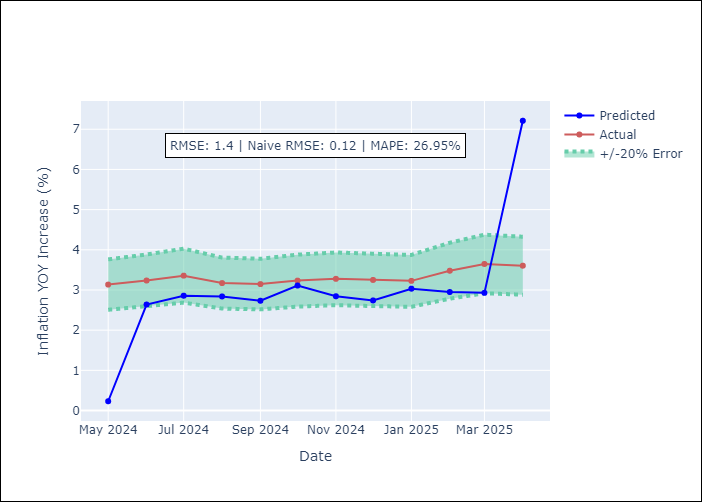 RMSE: 1.4 | Naive RMSE: 0.12 | MAPE: 26.95%
Predicted
Actual
+/-20% Error
Inflation YOY Increase (%)
7
6
5
4
3
2
1
0
May 2024
Jul 2024
Sep 2024
Nov 2024
Jan 2025
Mar 2025
Date